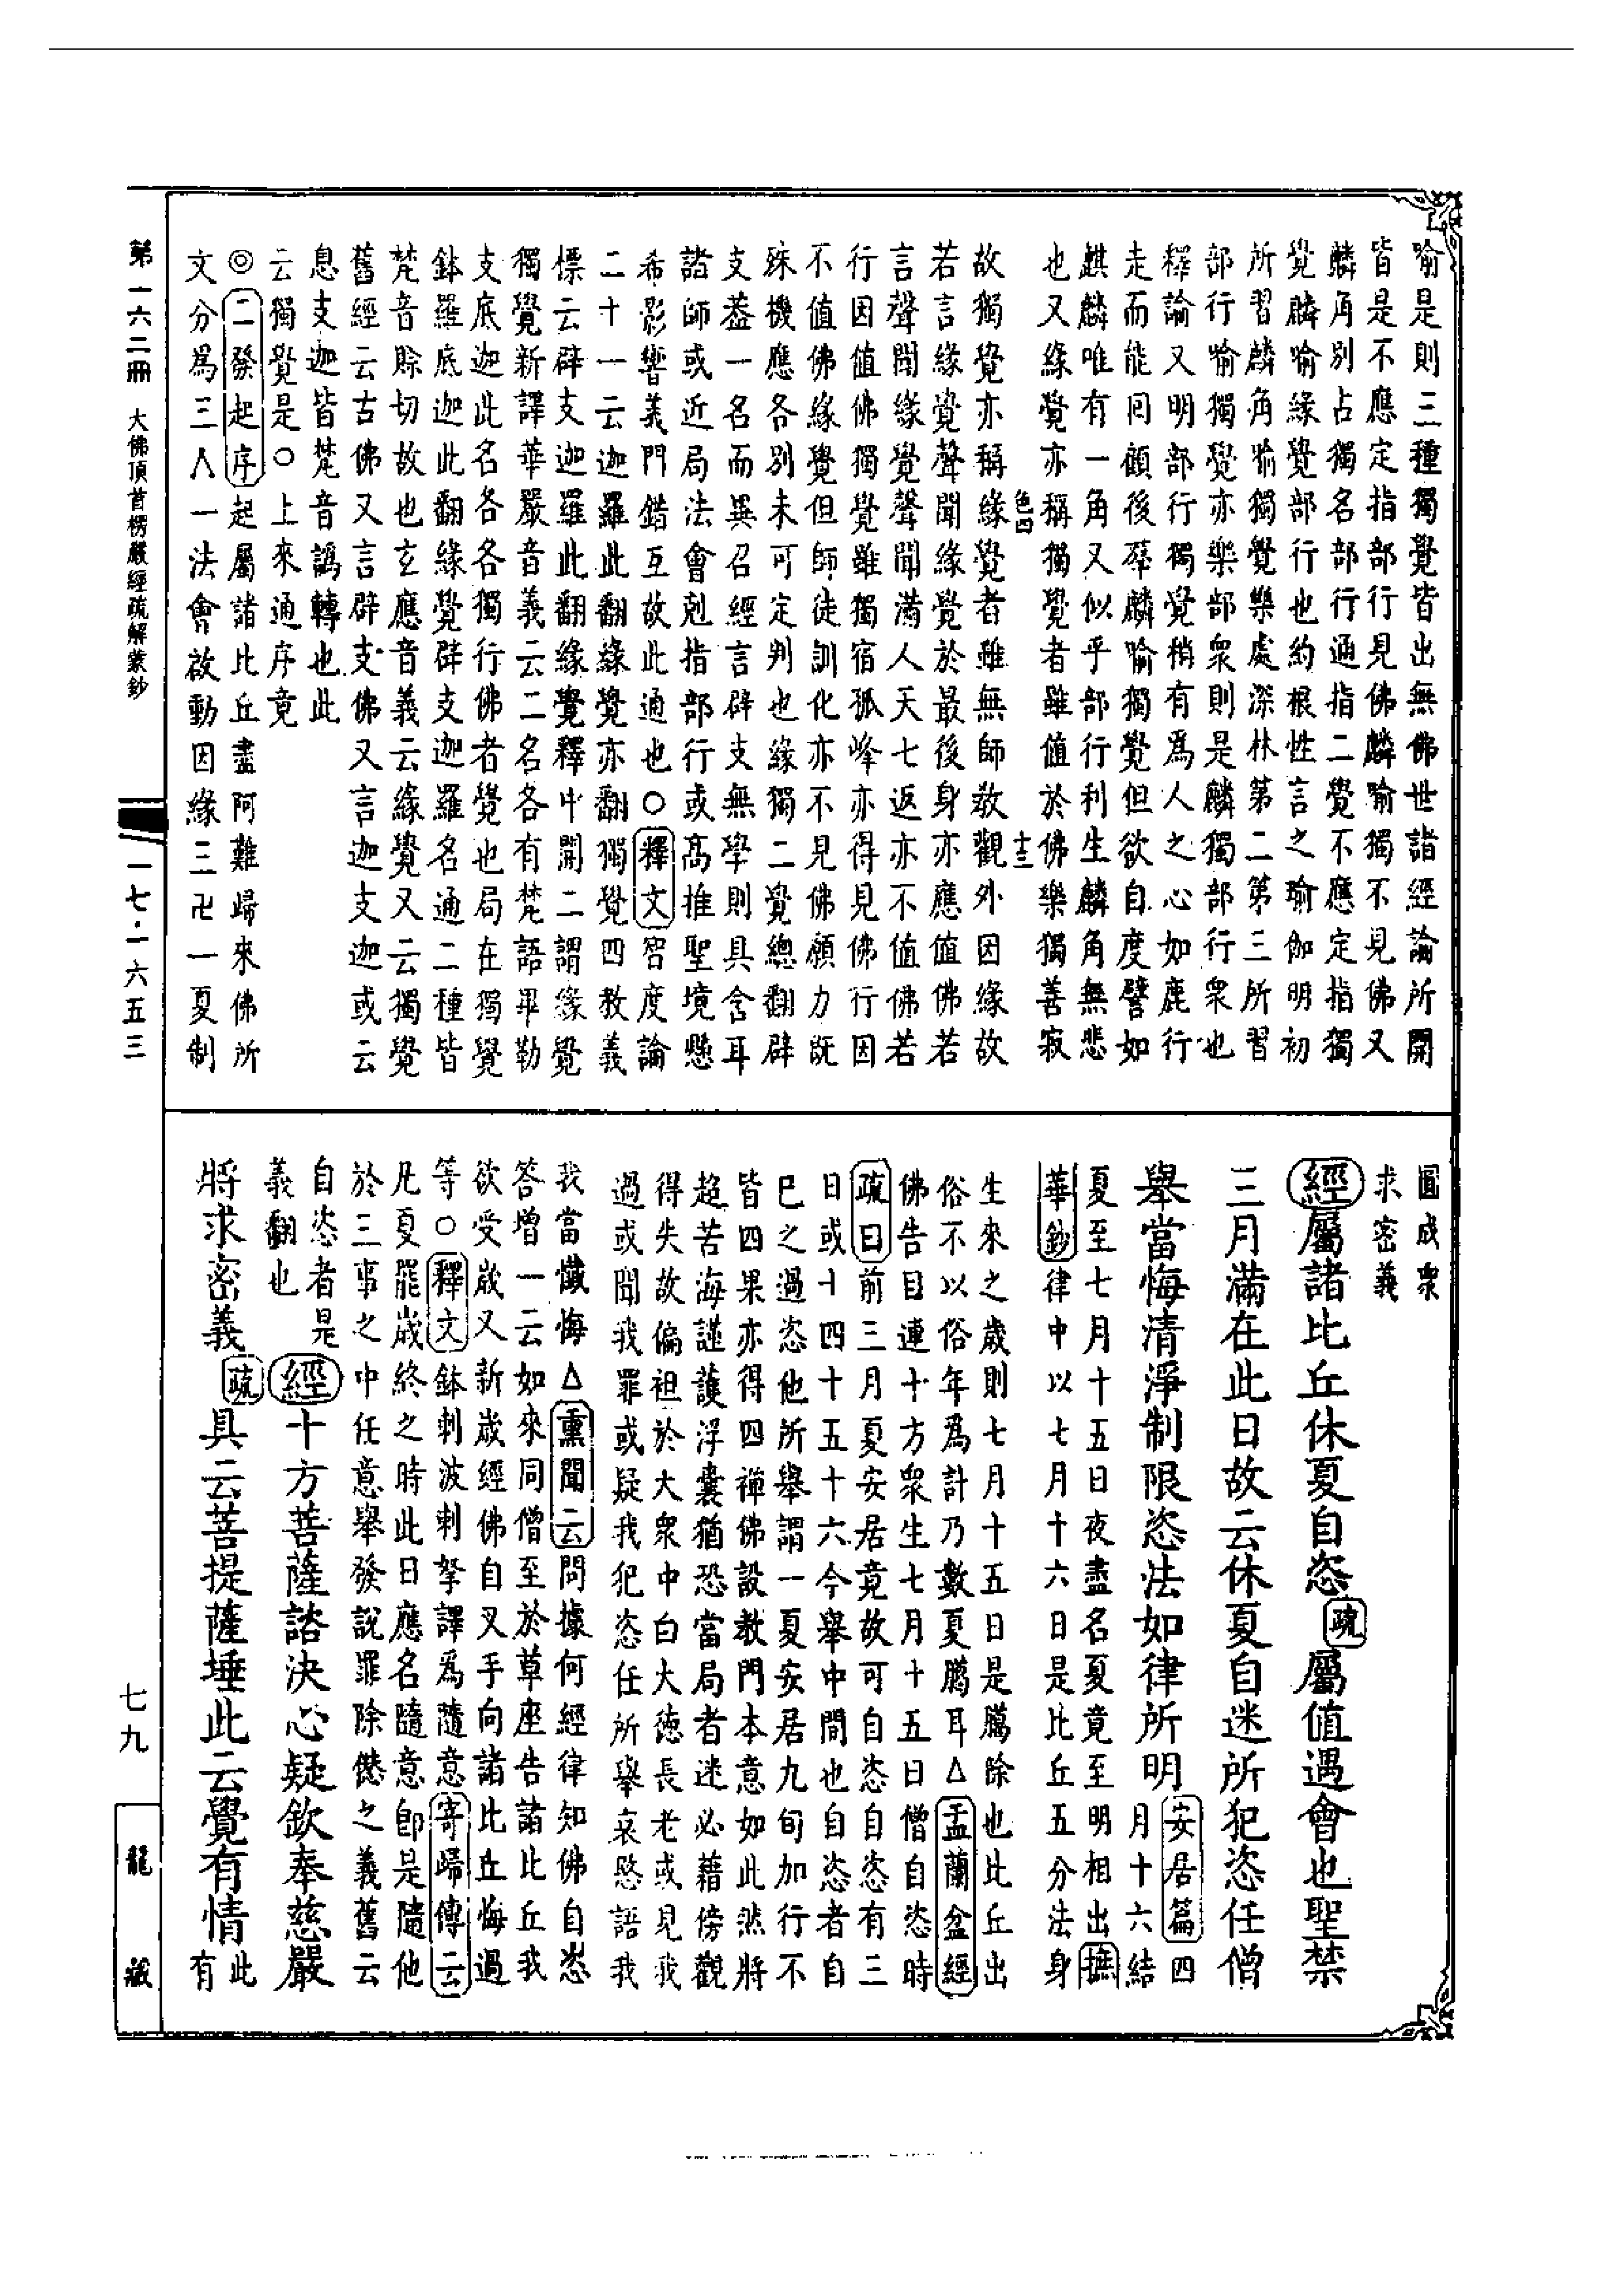 喻是則三種獨覺皆出無佛世諸經論所開
皆是不應定指部行見佛麟喻獨不見佛又
麟角別占獨名部行通指二覺不應定指獨
覺麟喻緣覺部行也約根性言之瑜伽明初
所習麟角喻獨覺樂處深林第二第三所習
部行喻獨覺亦樂部衆則是麟獨部行衆也
釋論又明部行獨覺稍有爲人之心如鹿行
走而能回顧後羣麟喻獨覺但欲自度譬如
麒麟唯有一角又似乎部行利生麟角無悲
也又緣覺亦稱獨覺者雖值於佛樂獨善寂
色四 十三
故獨覺亦稱緣覺者雖無師教觀外因緣故
若言緣覺聲聞緣覺於最後身亦應值佛若
言聲聞緣覺聲聞滿人天七返亦不值佛若
行因值佛獨覺雖獨宿孤峰亦得見佛行因
不值佛緣覺但師徒訓化亦不見佛願力既
殊機應各別未可定判也緣獨二覺總翻辟
支葢一名而異召經言辟支無學則具含耳
諸師或近局法會剋指部行或高推聖境懸
希影響義門錯互故此通也○釋文智度論
二十一云迦羅此翻緣覺亦翻獨覺四教義
標云辟支迦羅此翻緣覺釋中開二謂緣覺
獨覺新譯華嚴音義云二名各有梵語畢勒
支底迦此名各各獨行佛者覺也局在獨覺
鉢羅底迦此翻緣覺辟支迦羅名通二種皆
梵音賒切故也玄應音義云緣覺又云獨覺
舊經云古佛又言辟支佛又言迦支迦或云
息支迦皆梵音譌轉也此
云獨覺是○上來通序竟
◎二發起序起屬諸比丘盡阿難歸來佛所
文分爲三人一法會啟動因緣三卍一夏制
圓成衆
求密義
經屬諸比丘休夏自恣疏屬值遇會也聖禁
三月滿在此日故云休夏自迷所犯恣任僧
舉當悔清淨制限恣法如律所明安居篇四
月十六結
夏至七月十五日夜盡名夏竟至明相出摭
華鈔律中以七月十六日是比丘五分法身
生來之歲則七月十五日是臈除也比丘出
俗不以俗年爲計乃數夏臈耳△盂蘭盆經
佛告目連十方衆生七月十五日僧自恣時
疏曰前三月夏安居竟故可自恣自恣有三
日或十四十五十六今舉中間也自恣者自
己之過恣他所舉謂一夏安居九旬加行不
皆四果亦得四禪佛設教門本意如此然將
超苦海謹護浮囊猶恐當局者迷必藉傍觀
得失故偏袒於大衆中白大德長老或見我
過或聞我罪或疑我犯恣任所舉哀愍語我
我當懺悔△熏聞云問據何經律知佛自恣
答增一云如來同僧至於草座告諸比丘我
欲受歲又新歲經佛自叉手向諸比丘悔過
等○釋文鉢剌波剌拏譯爲隨意寄歸傳云
凡夏罷歲終之時此日應名隨意即是隨他
於三事之中任意舉發說罪除愆之義舊云
自恣者是
義翻也
經十方菩薩諮決心疑欽奉慈嚴
將求密義疏具云菩提薩埵此云覺有情此
有
第一六二冊 大佛頂首楞嚴經疏解蒙鈔
一七·一六五三
七九
龍藏